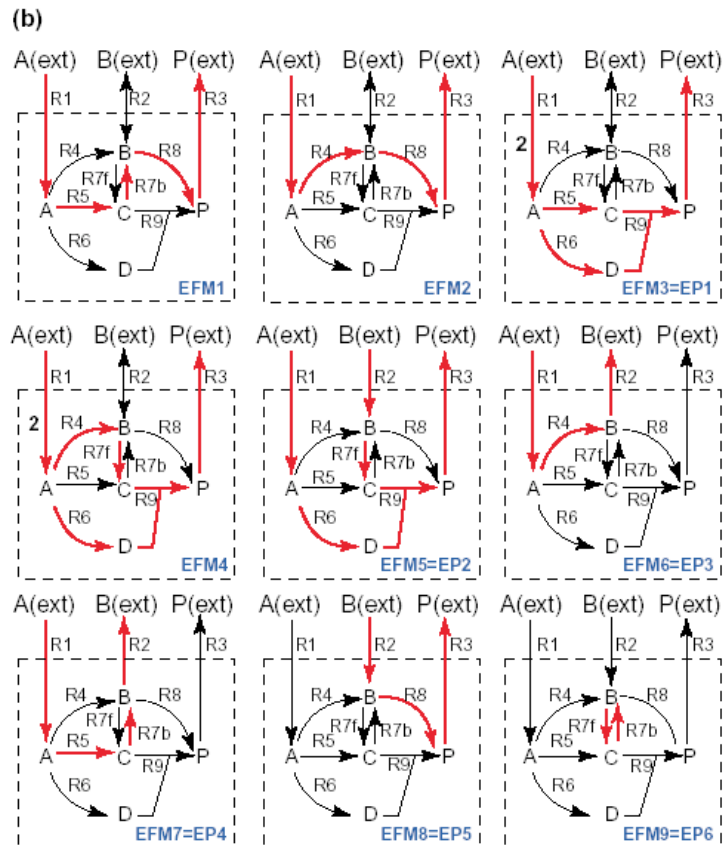 (b)
A(ext) B(ext) P(ext) A(ext) B(ext) P(ext) A(ext) B(ext) P(ext)
R1 R2 R3 R1 R2 R3 R1 R2 R3
R4 B R8 R4 B R8 2 R4 B R8
R7f R7b R7f R7b R7f R7b
A R5 C R9 P A R5 C R9 P A R5 C R9 P
R6 D R6 D R6 D
EFM1 EFM2 EFM3=EP1
A(ext) B(ext) P(ext) A(ext) B(ext) P(ext) A(ext) B(ext) P(ext)
R1 R2 R3 R1 R2 R3 R1 R2 R3
2 R4 B R8 R4 B R8 R4 B R8
R7f R7b R7f R7b R7f R7b
A R5 C R9 P A R5 C R9 P A R5 C R9 P
R6 D R6 D R6 D
EFM4 EFM5=EP2 EFM6=EP3
A(ext) B(ext) P(ext) A(ext) B(ext) P(ext) A(ext) B(ext) P(ext)
R1 R2 R3 R1 R2 R3 R1 R2 R3
R4 B R8 R4 B R8 R4 B R8
R7f R7b R7f R7b R7f R7b
A R5 C R9 P A R5 C R9 P A R5 C R9 P
R6 D R6 D R6 D
EFM7=EP4 EFM8=EP5 EFM9=EP6